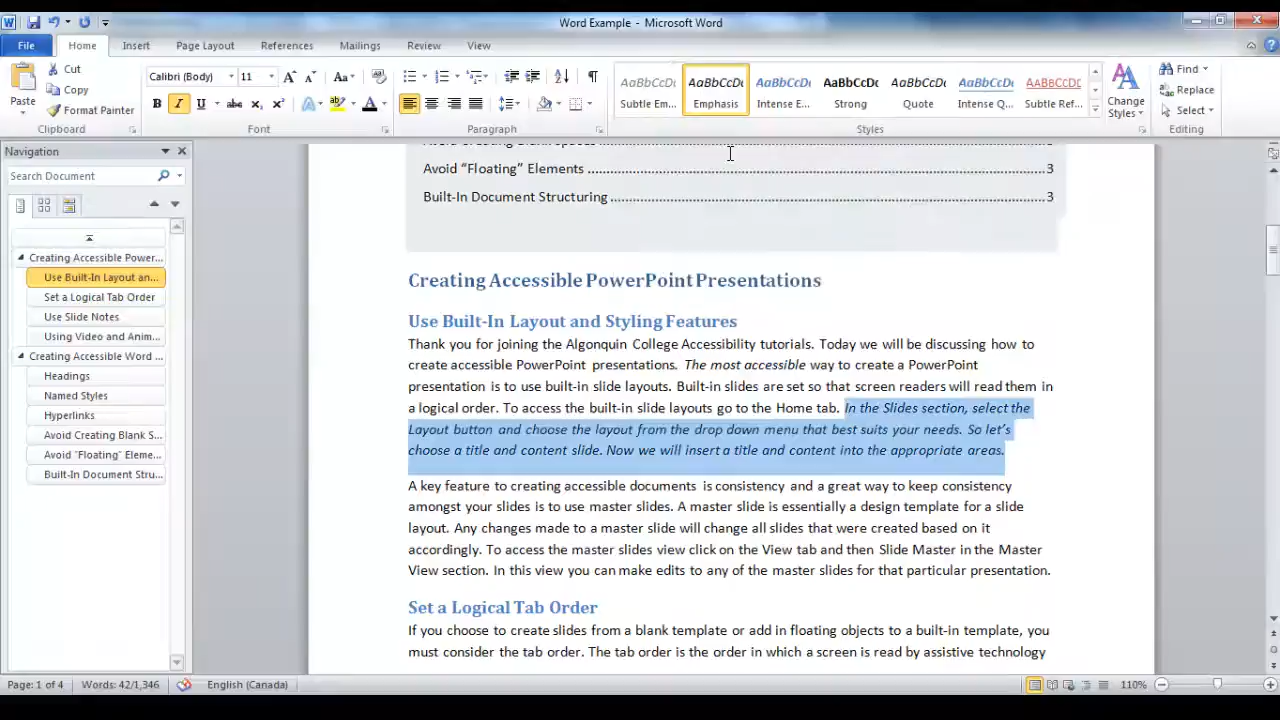 Word Example - Microsoft Word
File Home Insert Page Layout References Mailings Review View
Paste
Cut
Copy
Format Painter
Clipboard
Calibri (Body) 11
Font
Paragraph
AaBbCcDc AaBbCcDc AaBbCcDc AaBbCcDc AaBbCcDc AaBbCcDc AaBbCcDc
Subtle Em... Emphasis Intense E... Strong Quote Intense Q... Subtle Ref...
Change
Styles
Styles
Find
Replace
Select
Editing
Navigation
Search Document
Creating Accessible Power...
Use Built-In Layout an...
Set a Logical Tab Order
Use Slide Notes
Using Video and Anim...
Creating Accessible Word ...
Headings
Named Styles
Hyperlinks
Avoid Creating Blank S...
Avoid "Floating" Eleme...
Built-In Document Stru...
Avoid “Floating” Elements ........ 3
Built-In Document Structuring ........ 3
Creating Accessible PowerPoint Presentations
Use Built-In Layout and Styling Features
Thank you for joining the Algonquin College Accessibility tutorials. Today we will be discussing how to
create accessible PowerPoint presentations. The most accessible way to create a PowerPoint
presentation is to use built-in slide layouts. Built-in slides are set so that screen readers will read them in
a logical order. To access the built-in slide layouts go to the Home tab. In the Slides section, select the
Layout button and choose the layout from the drop down menu that best suits your needs. So let’s
choose a title and content slide. Now we will insert a title and content into the appropriate areas.
A key feature to creating accessible documents is consistency and a great way to keep consistency
amongst your slides is to use master slides. A master slide is essentially a design template for a slide
layout. Any changes made to a master slide will change all slides that were created based on it
accordingly. To access the master slides view click on the View tab and then Slide Master in the Master
View section. In this view you can make edits to any of the master slides for that particular presentation.
Set a Logical Tab Order
If you choose to create slides from a blank template or add in floating objects to a built-in template, you
must consider the tab order. The tab order is the order in which a screen is read by assistive technology
Page: 1 of 4 Words: 42/1,346 English (Canada) 110%